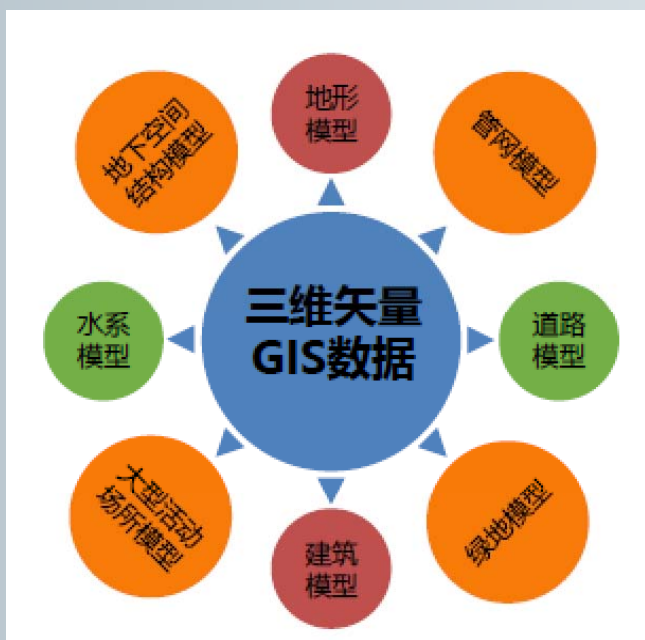 地形
模型
地下空间
结构模型
管网模型
三维矢量
GIS数据
水系
模型
道路
模型
大型活动
场所模型
绿地模型
建筑
模型